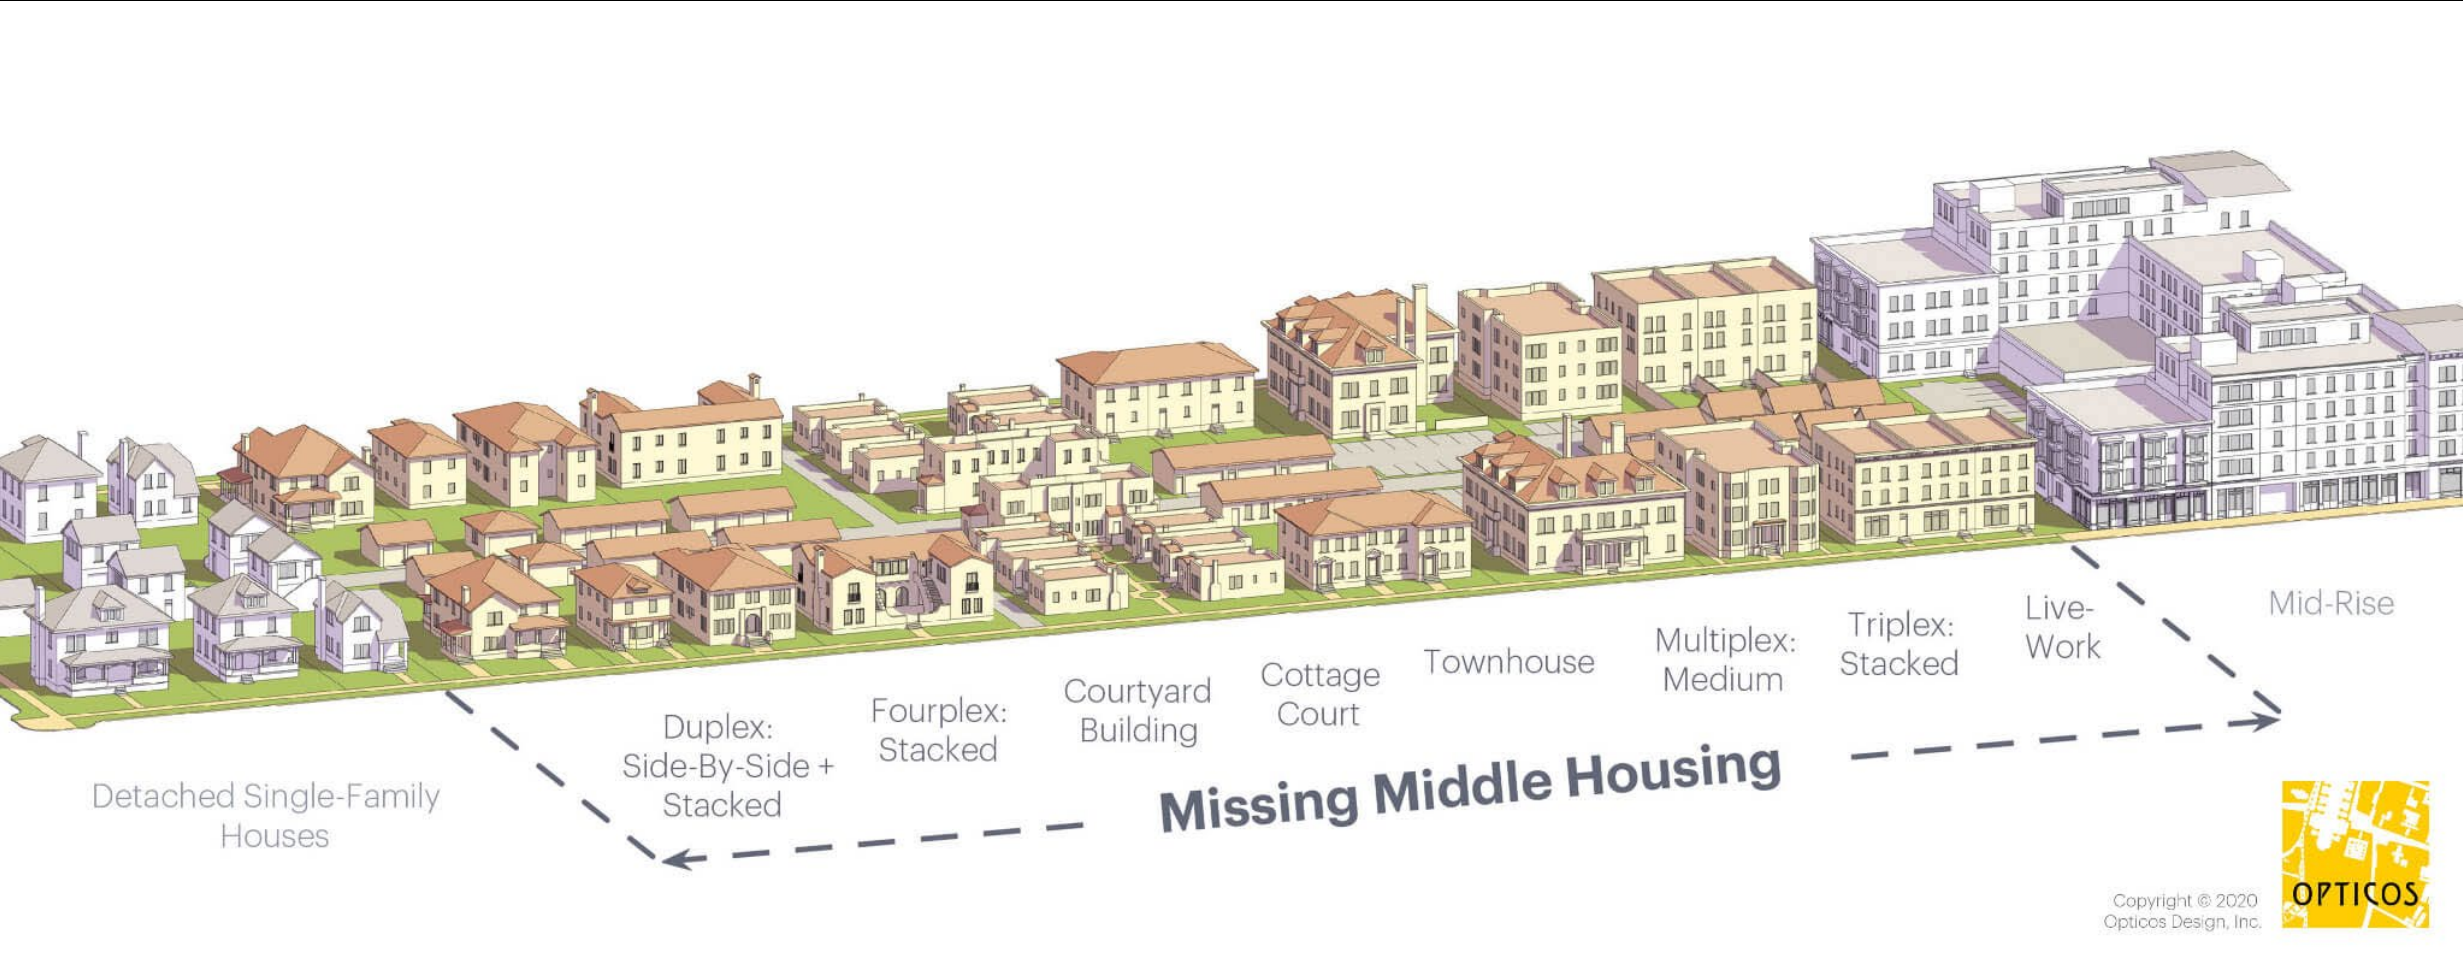 Detached Single-Family
Houses
Duplex:
Side-By-Side +
Stacked
Fourplex:
Stacked
Courtyard
Building
Cottage
Court
Townhouse
Multiplex:
Medium
Triplex:
Stacked
Live-
Work
Mid-Rise
Missing Middle Housing
OPTICOS
Copyright © 2020
Opticos Design, Inc.